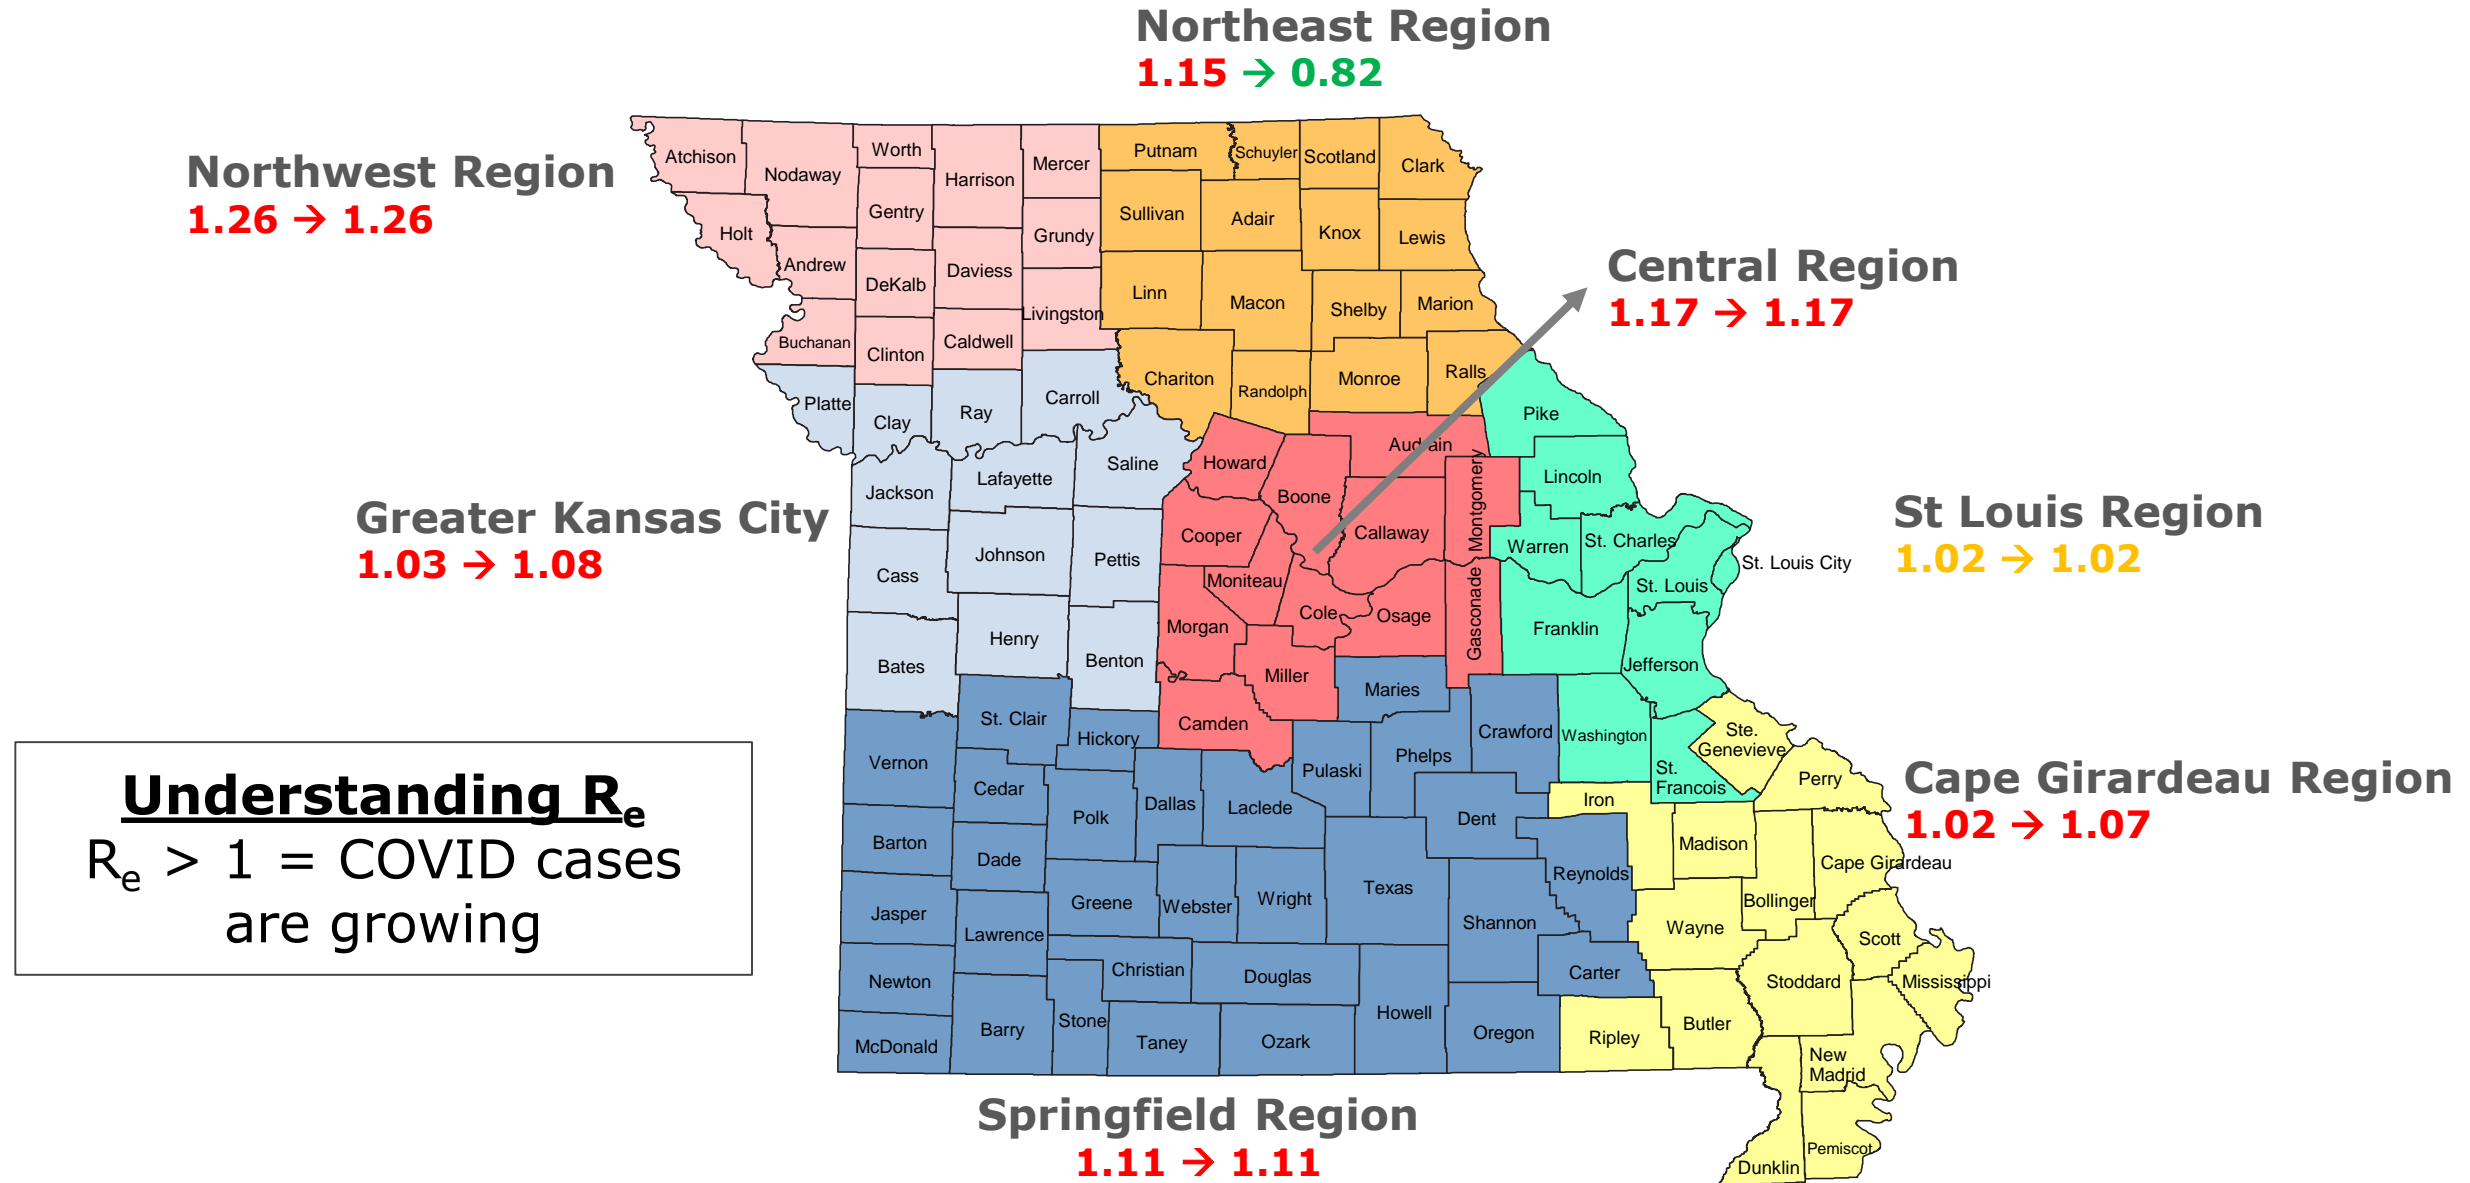 Northeast Region
1.15 → 0.82
Northwest Region
1.26 → 1.26
Central Region
1.17 → 1.17
Greater Kansas City
1.03 → 1.08
St Louis Region
1.02 → 1.02
Cape Girardeau Region
1.02 → 1.07
Springfield Region
1.11 → 1.11
Understanding Re
Re > 1 = COVID cases
are growing
Atchison
Nodaway
Worth
Harrison
Mercer
Gentry
Holt
Andrew
DeKalb
Daviess
Grundy
Livingston
Buchanan
Clinton
Caldwell
Putnam
Schuyler
Scotland
Clark
Sullivan
Adair
Knox
Lewis
Linn
Macon
Shelby
Marion
Chariton
Randolph
Monroe
Ralls
Platte
Clay
Ray
Carroll
Jackson
Lafayette
Saline
Cass
Johnson
Pettis
Bates
Henry
Benton
Howard
Boone
Audrain
Cooper
Callaway
Montgomery
Moniteau
Cole
Osage
Gasconade
Morgan
Miller
Camden
Pike
Lincoln
Warren
St. Charles
St. Louis City
St. Louis
Franklin
Jefferson
Washington
St.
Francois
Maries
St. Clair
Hickory
Vernon
Cedar
Polk
Dallas
Laclede
Pulaski
Phelps
Crawford
Dent
Barton
Dade
Greene
Webster
Wright
Texas
Reynolds
Shannon
Jasper
Lawrence
Christian
Douglas
Carter
Newton
Barry
Stone
Taney
Ozark
Howell
Oregon
McDonald
Ste.
Genevieve
Perry
Iron
Madison
Cape Girardeau
Bollinger
Wayne
Scott
Stoddard
Mississippi
Butler
Ripley
New
Madrid
Pemiscot
Dunklin